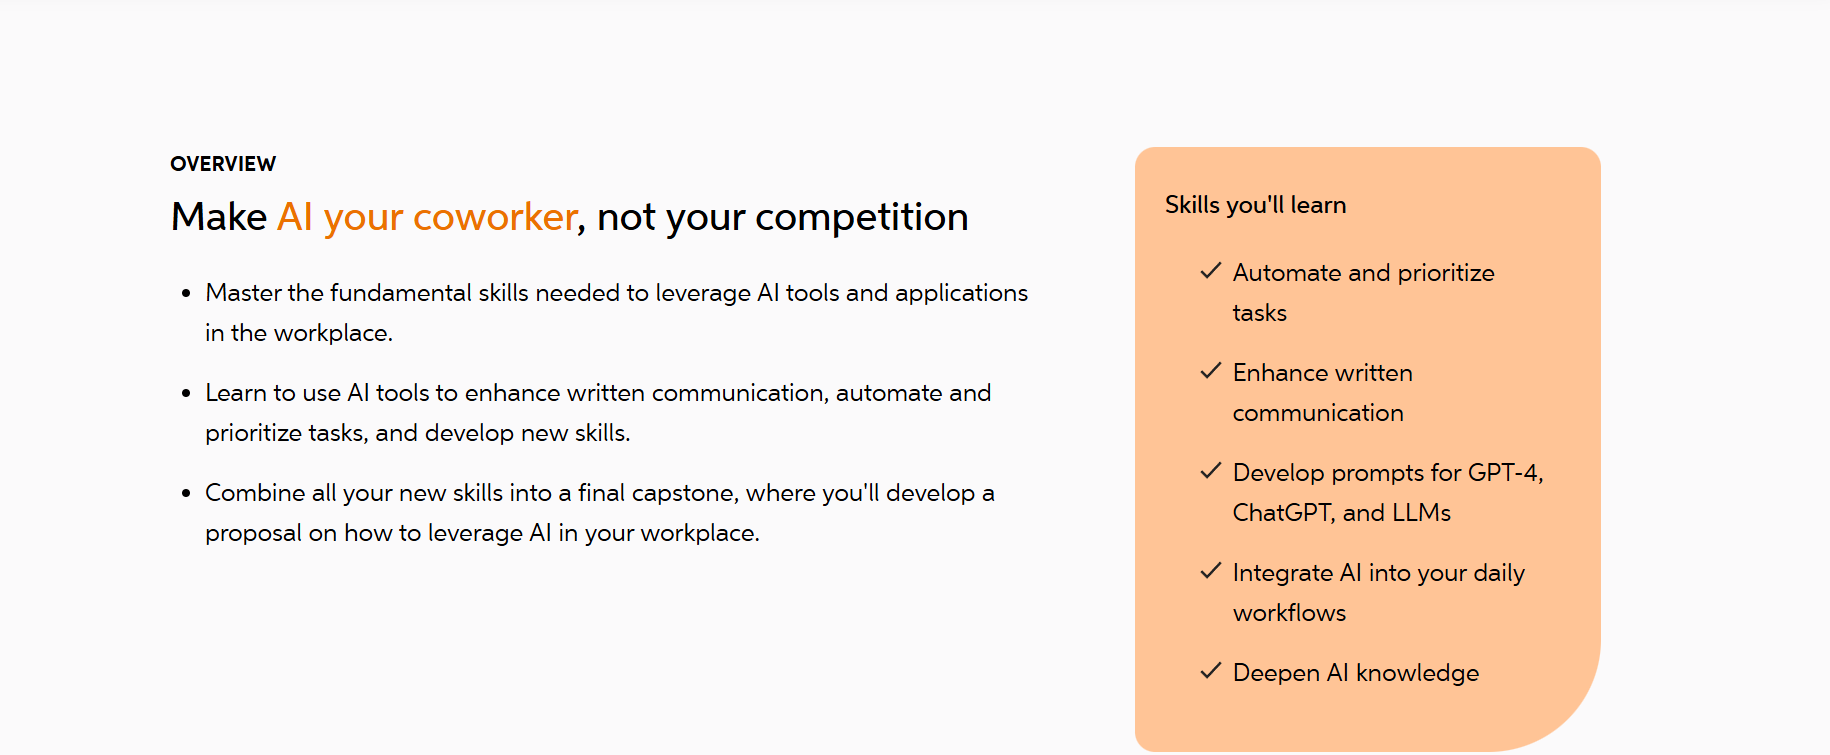 OVERVIEW
Make AI your coworker, not your competition
Master the fundamental skills needed to leverage AI tools and applications
in the workplace.
Learn to use AI tools to enhance written communication, automate and
prioritize tasks, and develop new skills.
Combine all your new skills into a final capstone, where you'll develop a
proposal on how to leverage AI in your workplace.
Skills you'll learn
Automate and prioritize
tasks
Enhance written
communication
Develop prompts for GPT-4,
ChatGPT, and LLMs
Integrate AI into your daily
workflows
Deepen AI knowledge